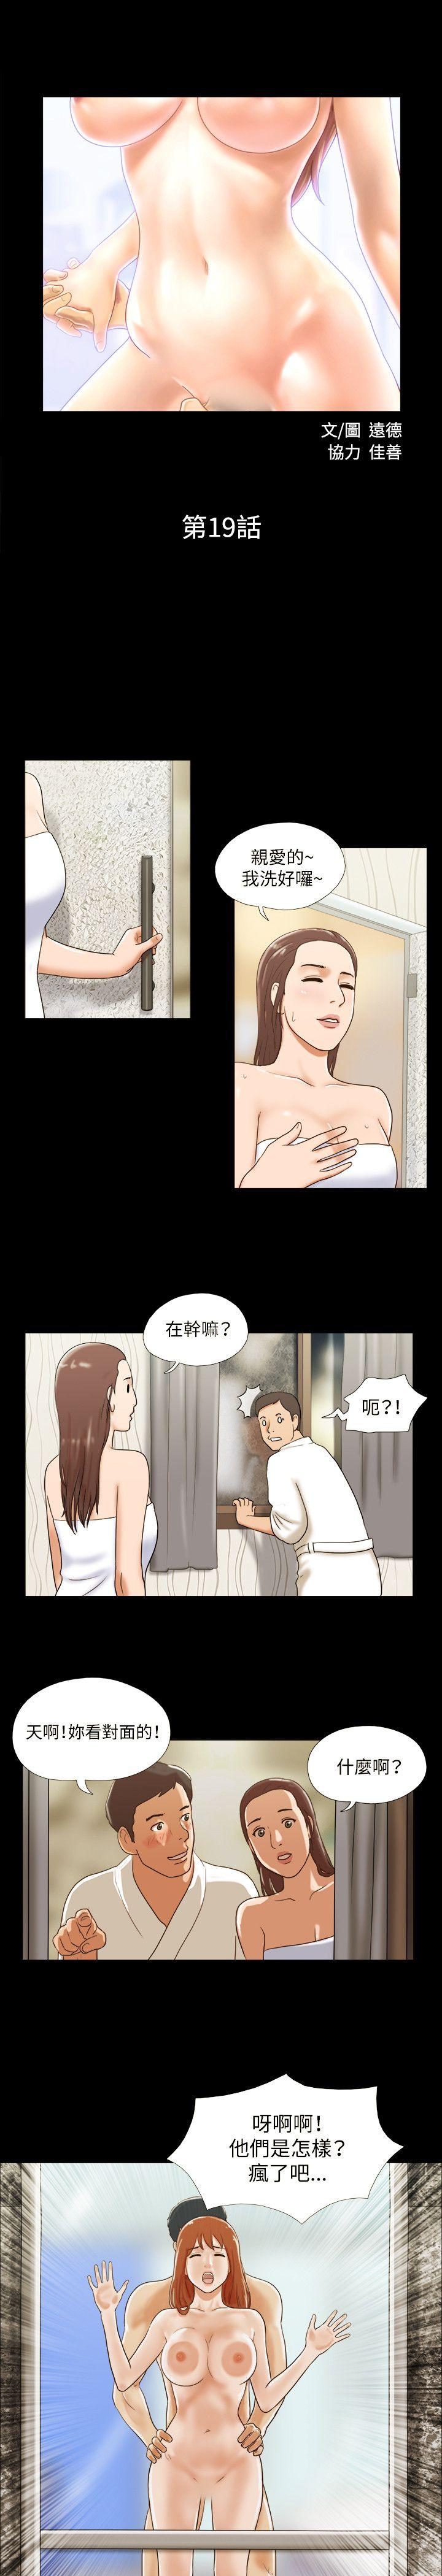 文/圖 遠德
協力 佳善
第19話
親愛的~
我洗好囉~
在幹嘛?
呃?!
天啊!妳看對面的!
什麼啊?
呀啊啊!
他們是怎樣?
瘋了吧...